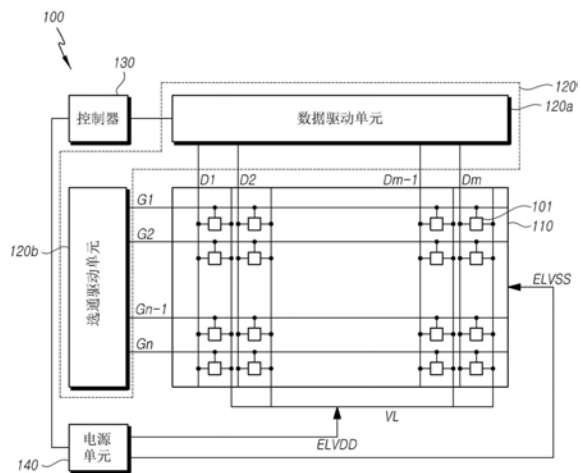 100
130
控制器
数据驱动单元
120'
120a
D1 D2 Dm-1 Dm
G1
G2
Gn-1
Gn
101
110
120b
选通驱动单元
ELVSS
VL
ELVDD
电源
单元
140